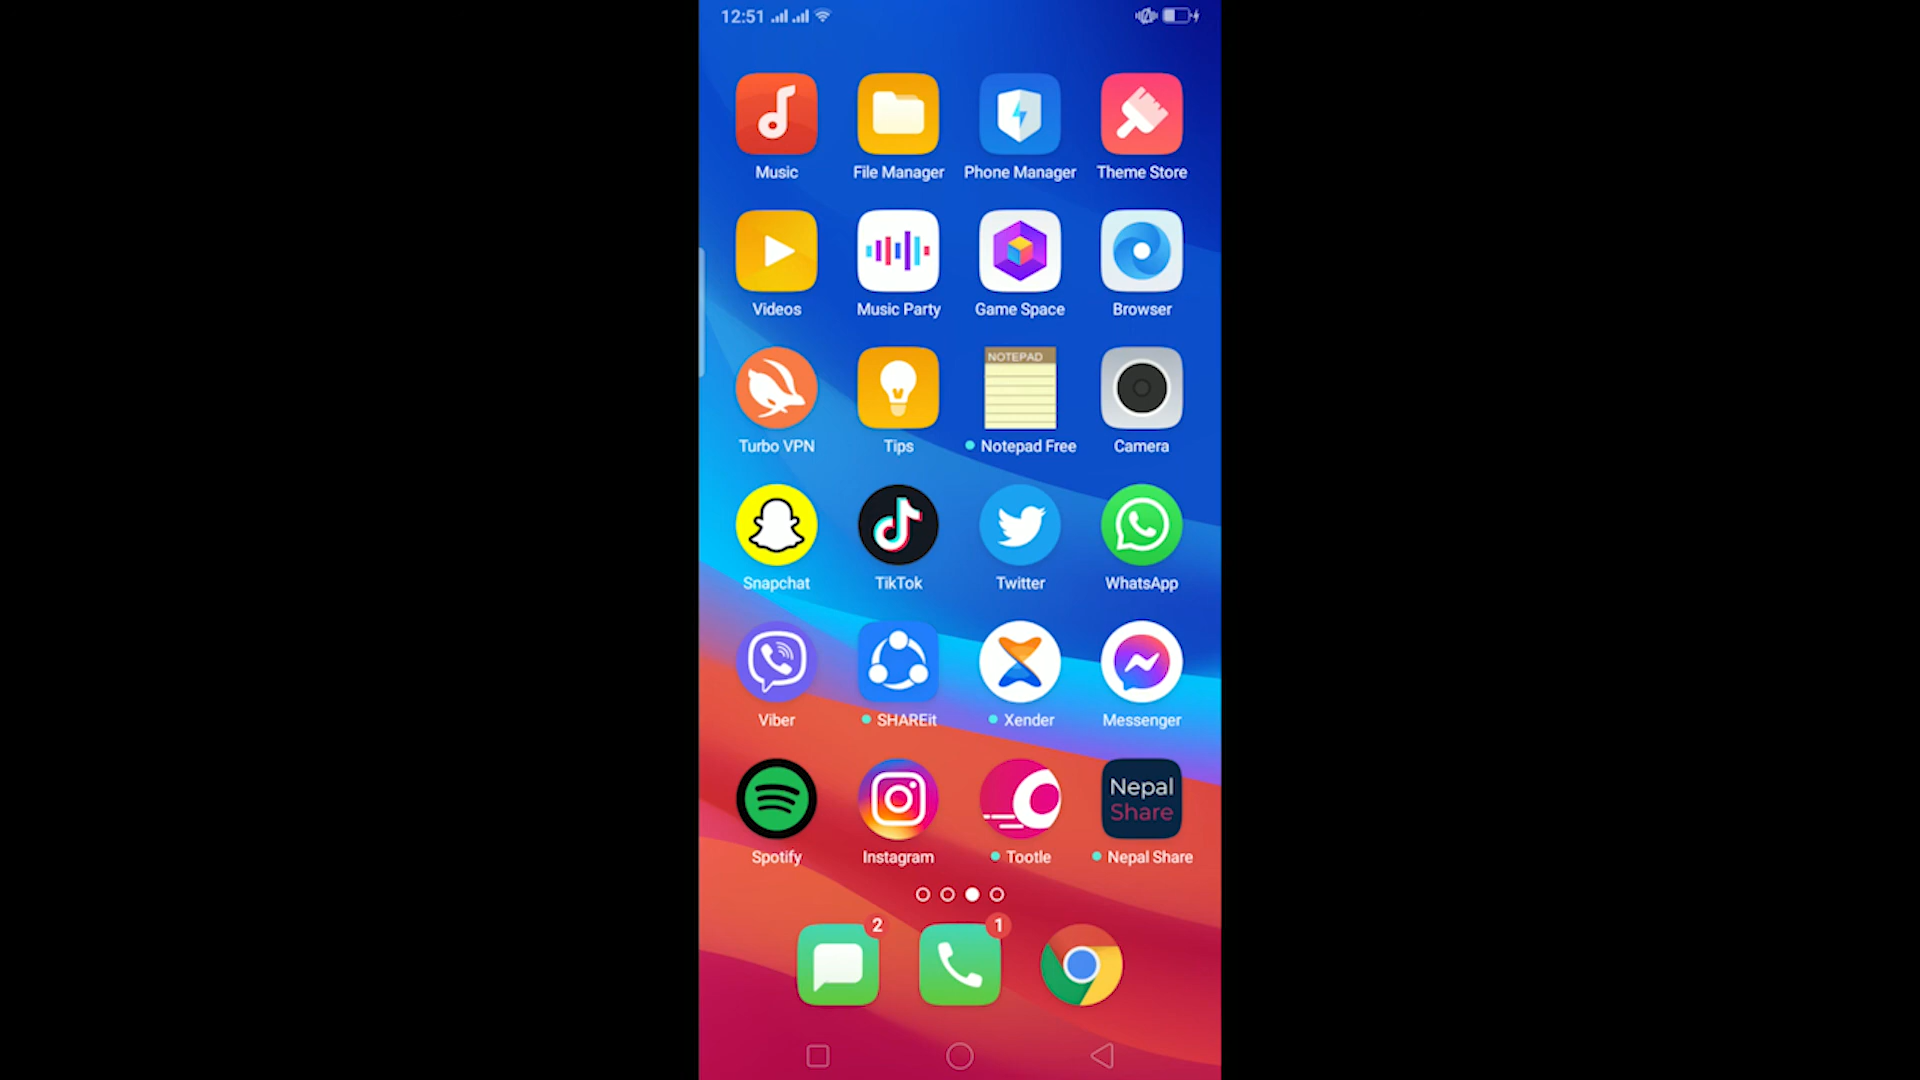 12:51
Music File Manager Phone Manager Theme Store
Videos Music Party Game Space Browser
NOTEPAD
Turbo VPN Tips Notepad Free Camera
Snapchat TikTok Twitter WhatsApp
Viber SHAREit Xender Messenger
Nepal
Share
Spotify Instagram Tootle Nepal Share
2 1